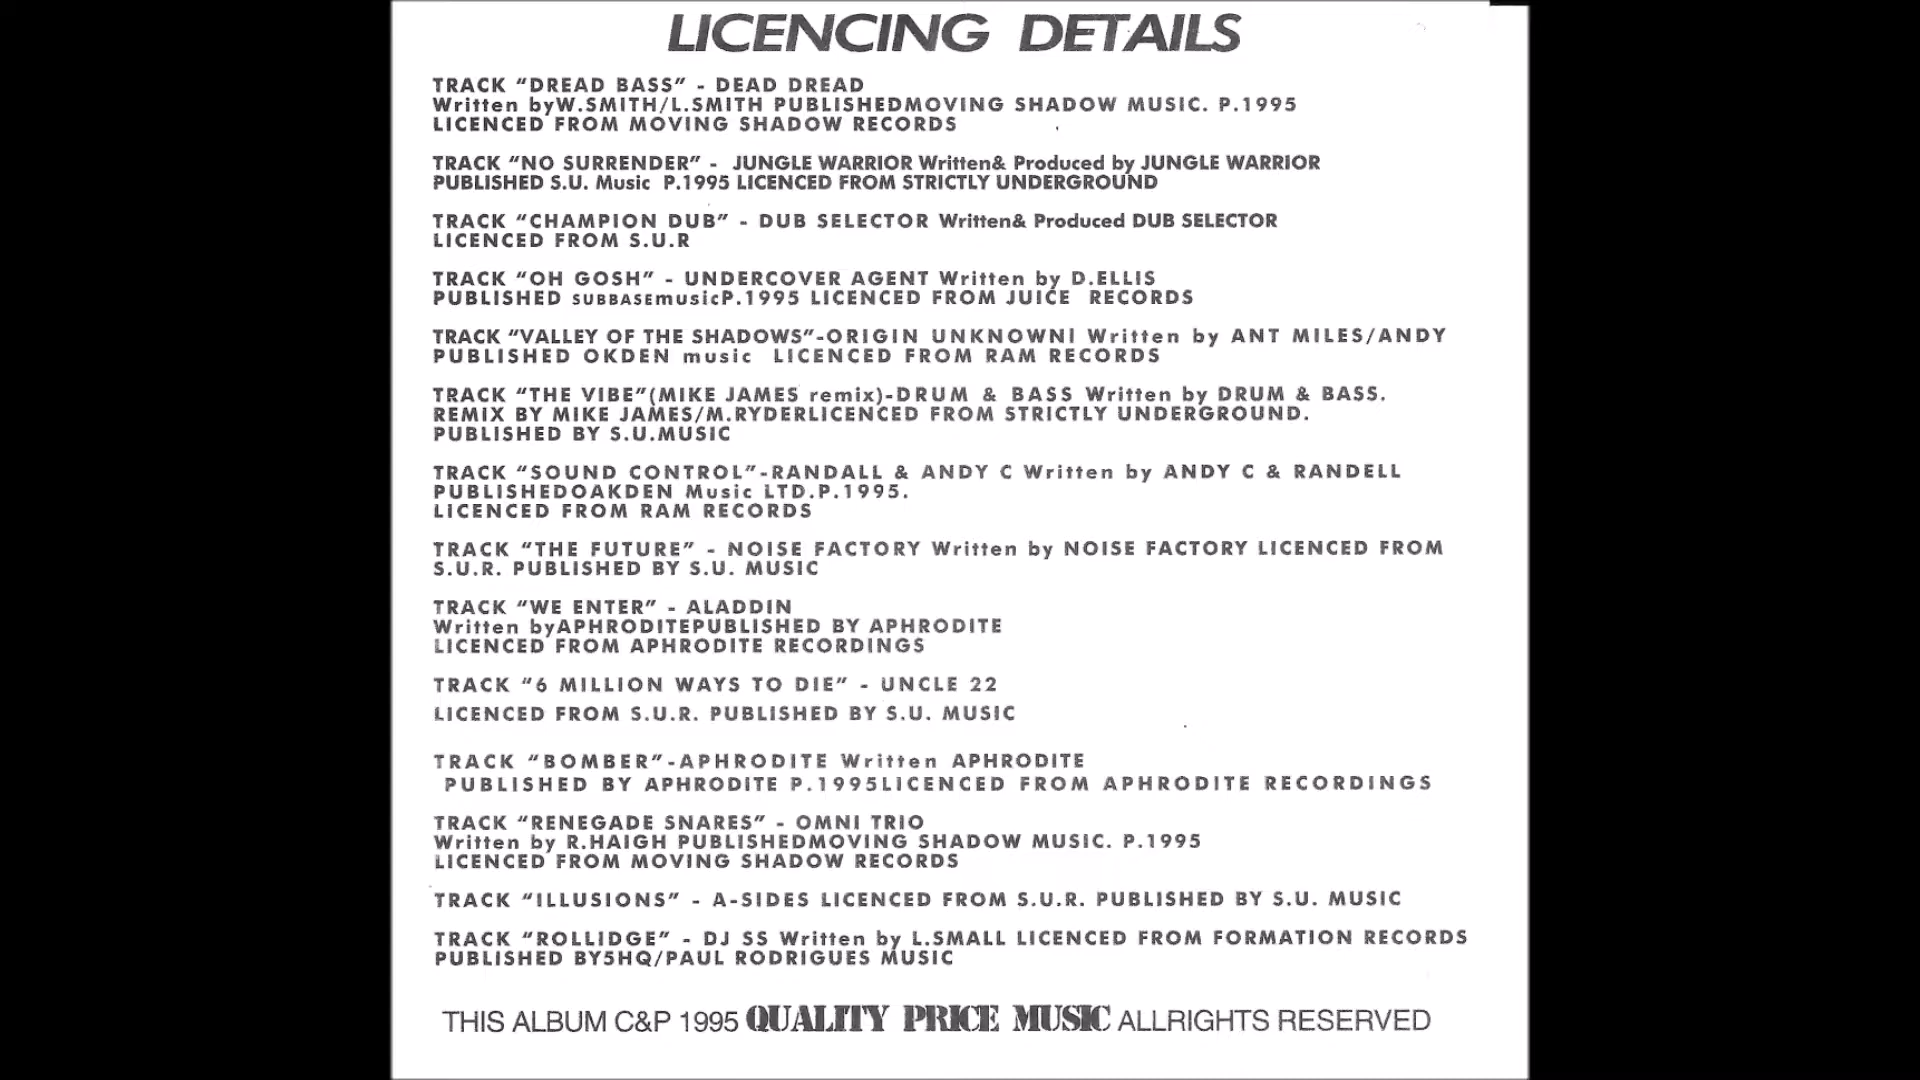 LICENCING DETAILS
TRACK "DREAD BASS" - DEAD DREAD
Written byW.SMITH/L.SMITH PUBLISHEDMOVING SHADOW MUSIC. P.1995
LICENCED FROM MOVING SHADOW RECORDS
TRACK "NO SURRENDER" - JUNGLE WARRIOR Written& Produced by JUNGLE WARRIOR
PUBLISHED S.U. Music P.1995 LICENCED FROM STRICTLY UNDERGROUND
TRACK "CHAMPION DUB" - DUB SELECTOR Written& Produced DUB SELECTOR
LICENCED FROM S.U.R
TRACK "OH GOSH" - UNDERCOVER AGENT Written by D.ELLIS
PUBLISHED SUBBASEmusicP.1995 LICENCED FROM JUICE RECORDS
TRACK "VALLEY OF THE SHADOWS"-ORIGIN UNKNOWNI Written by ANT MILES/ANDY
PUBLISHED OKDEN music LICENCED FROM RAM RECORDS
TRACK "THE VIBE"(MIKE JAMES remix)-DRUM & BASS Written by DRUM & BASS.
REMIX BY MIKE JAMES/M.RYDERLICENCED FROM STRICTLY UNDERGROUND.
PUBLISHED BY S.U.MUSIC
TRACK "SOUND CONTROL"-RANDALL & ANDY C Written by ANDY C & RANDELL
PUBLISHEDOAKDEN Music LTD.P.1995.
LICENCED FROM RAM RECORDS
TRACK "THE FUTURE" - NOISE FACTORY Written by NOISE FACTORY LICENCED FROM
S.U.R. PUBLISHED BY S.U. MUSIC
TRACK "WE ENTER" - ALADDIN
Written byAPHRODITEPUBLISHED BY APHRODITE
LICENCED FROM APHRODITE RECORDINGS
TRACK "6 MILLION WAYS TO DIE" - UNCLE 22
LICENCED FROM S.U.R. PUBLISHED BY S.U. MUSIC
TRACK "BOMBER"-APHRODITE Written APHRODITE
PUBLISHED BY APHRODITE P.1995LICENCED FROM APHRODITE RECORDINGS
TRACK "RENEGADE SNARES" - OMNI TRIO
Written by R.HAIGH PUBLISHEDMOVING SHADOW MUSIC. P.1995
LICENCED FROM MOVING SHADOW RECORDS
TRACK "ILLUSIONS" - A-SIDES LICENCED FROM S.U.R. PUBLISHED BY S.U. MUSIC
TRACK "ROLLIDGE" - DJ SS Written by L.SMALL LICENCED FROM FORMATION RECORDS
PUBLISHED BY5HQ/PAUL RODRIGUES MUSIC
THIS ALBUM C&P 1995 QUALITY PRICE MUSIC ALLRIGHTS RESERVED